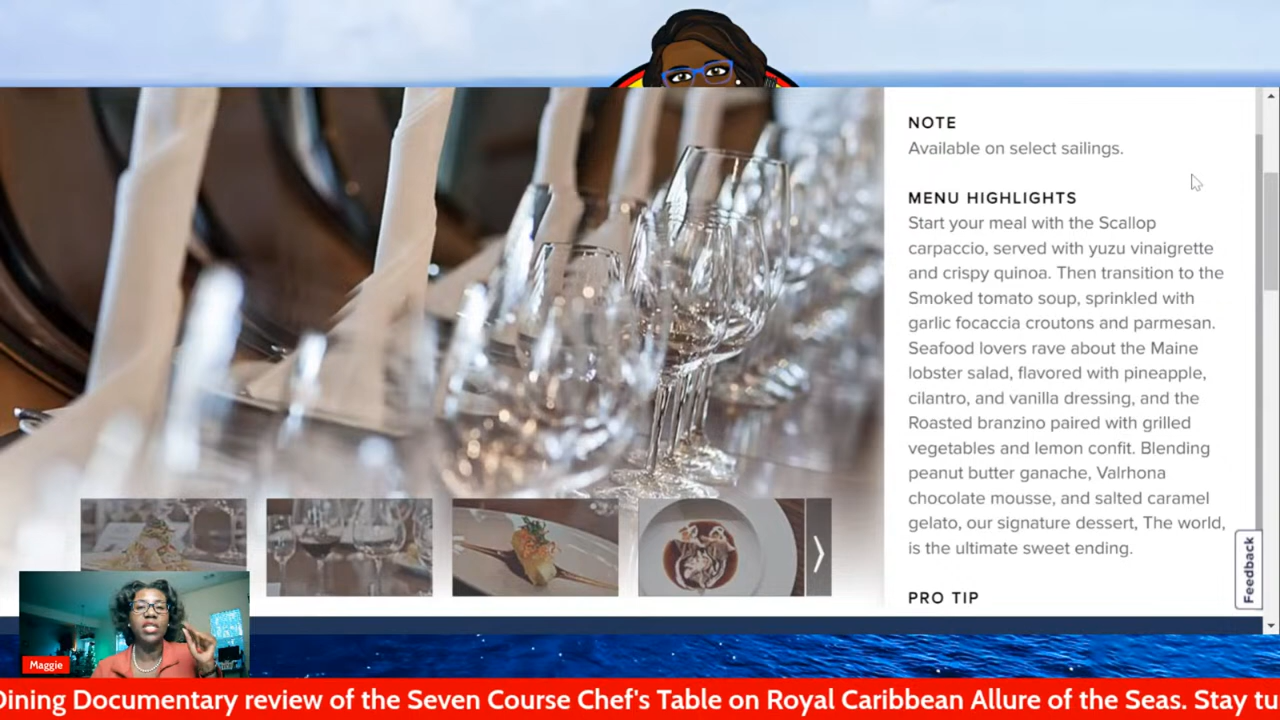 NOTE
Available on select sailings.
MENU HIGHLIGHTS
Start your meal with the Scallop
carpaccio, served with yuzu vinaigrette
and crispy quinoa. Then transition to the
Smoked tomato soup, sprinkled with
garlic focaccia croutons and parmesan.
Seafood lovers rave about the Maine
lobster salad, flavored with pineapple,
cilantro, and vanilla dressing, and the
Roasted branzino paired with grilled
vegetables and lemon confit. Blending
peanut butter ganache, Valrhona
chocolate mousse, and salted caramel
gelato, our signature dessert, The world,
is the ultimate sweet ending.
PRO TIP
Feedback
Maggie
Dining Documentary review of the Seven Course Chef's Table on Royal Caribbean Allure of the Seas. Stay tu